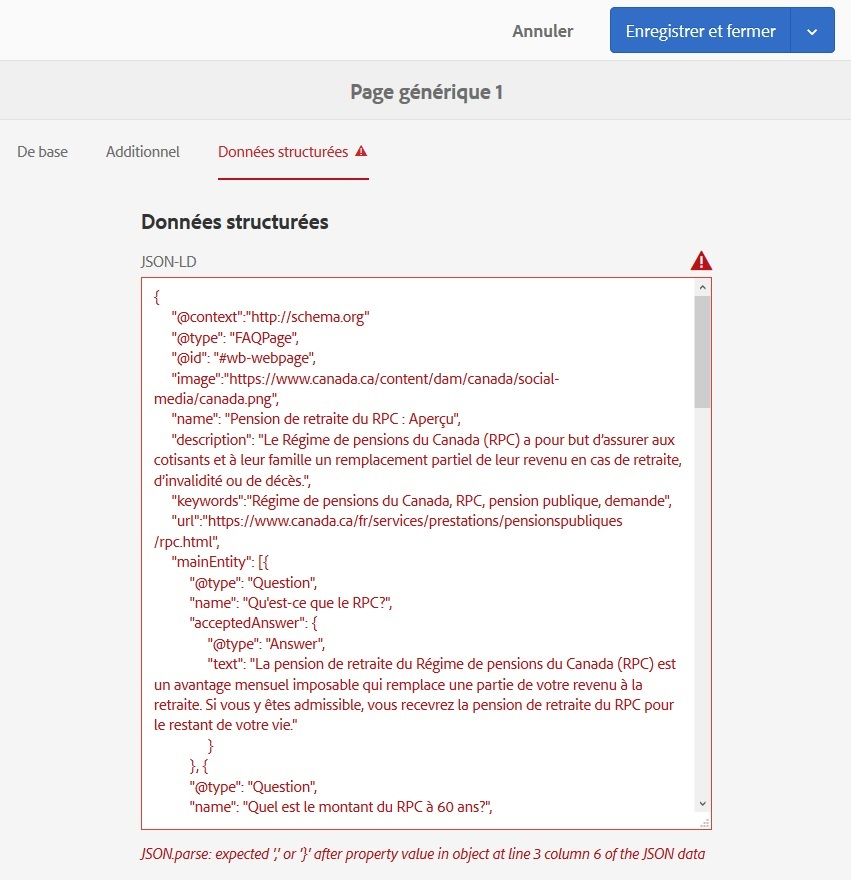 Annuler
Enregistrer et fermer
Page générique 1
De base
Additionnel
Données structurées
Données structurées
JSON-LD
{
"@context":"http://schema.org"
"@type": "FAQPage",
"@id": "#wb-webpage",
"image":"https://www.canada.ca/content/dam/canada/social-
media/canada.png",
"name": "Pension de retraite du RPC : Aperçu",
"description": "Le Régime de pensions du Canada (RPC) a pour but d’assurer aux
cotisants et à leur famille un remplacement partiel de leur revenu en cas de retraite,
d’invalidité ou de décès.",
"keywords":"Régime de pensions du Canada, RPC, pension publique, demande",
"url":"https://www.canada.ca/fr/services/prestations/pensionspubliques
/rpc.html",
"mainEntity": [{
"@type": "Question",
"name": "Qu'est-ce que le RPC?",
"acceptedAnswer": {
"@type": "Answer",
"text": "La pension de retraite du Régime de pensions du Canada (RPC) est
un avantage mensuel imposable qui remplace une partie de votre revenu à la
retraite. Si vous y êtes admissible, vous recevrez la pension de retraite du RPC pour
le restant de votre vie."
}
}, {
"@type": "Question",
"name": "Quel est le montant du RPC à 60 ans?",
JSON.parse: expected ',' or '}' after property value in object at line 3 column 6 of the JSON data